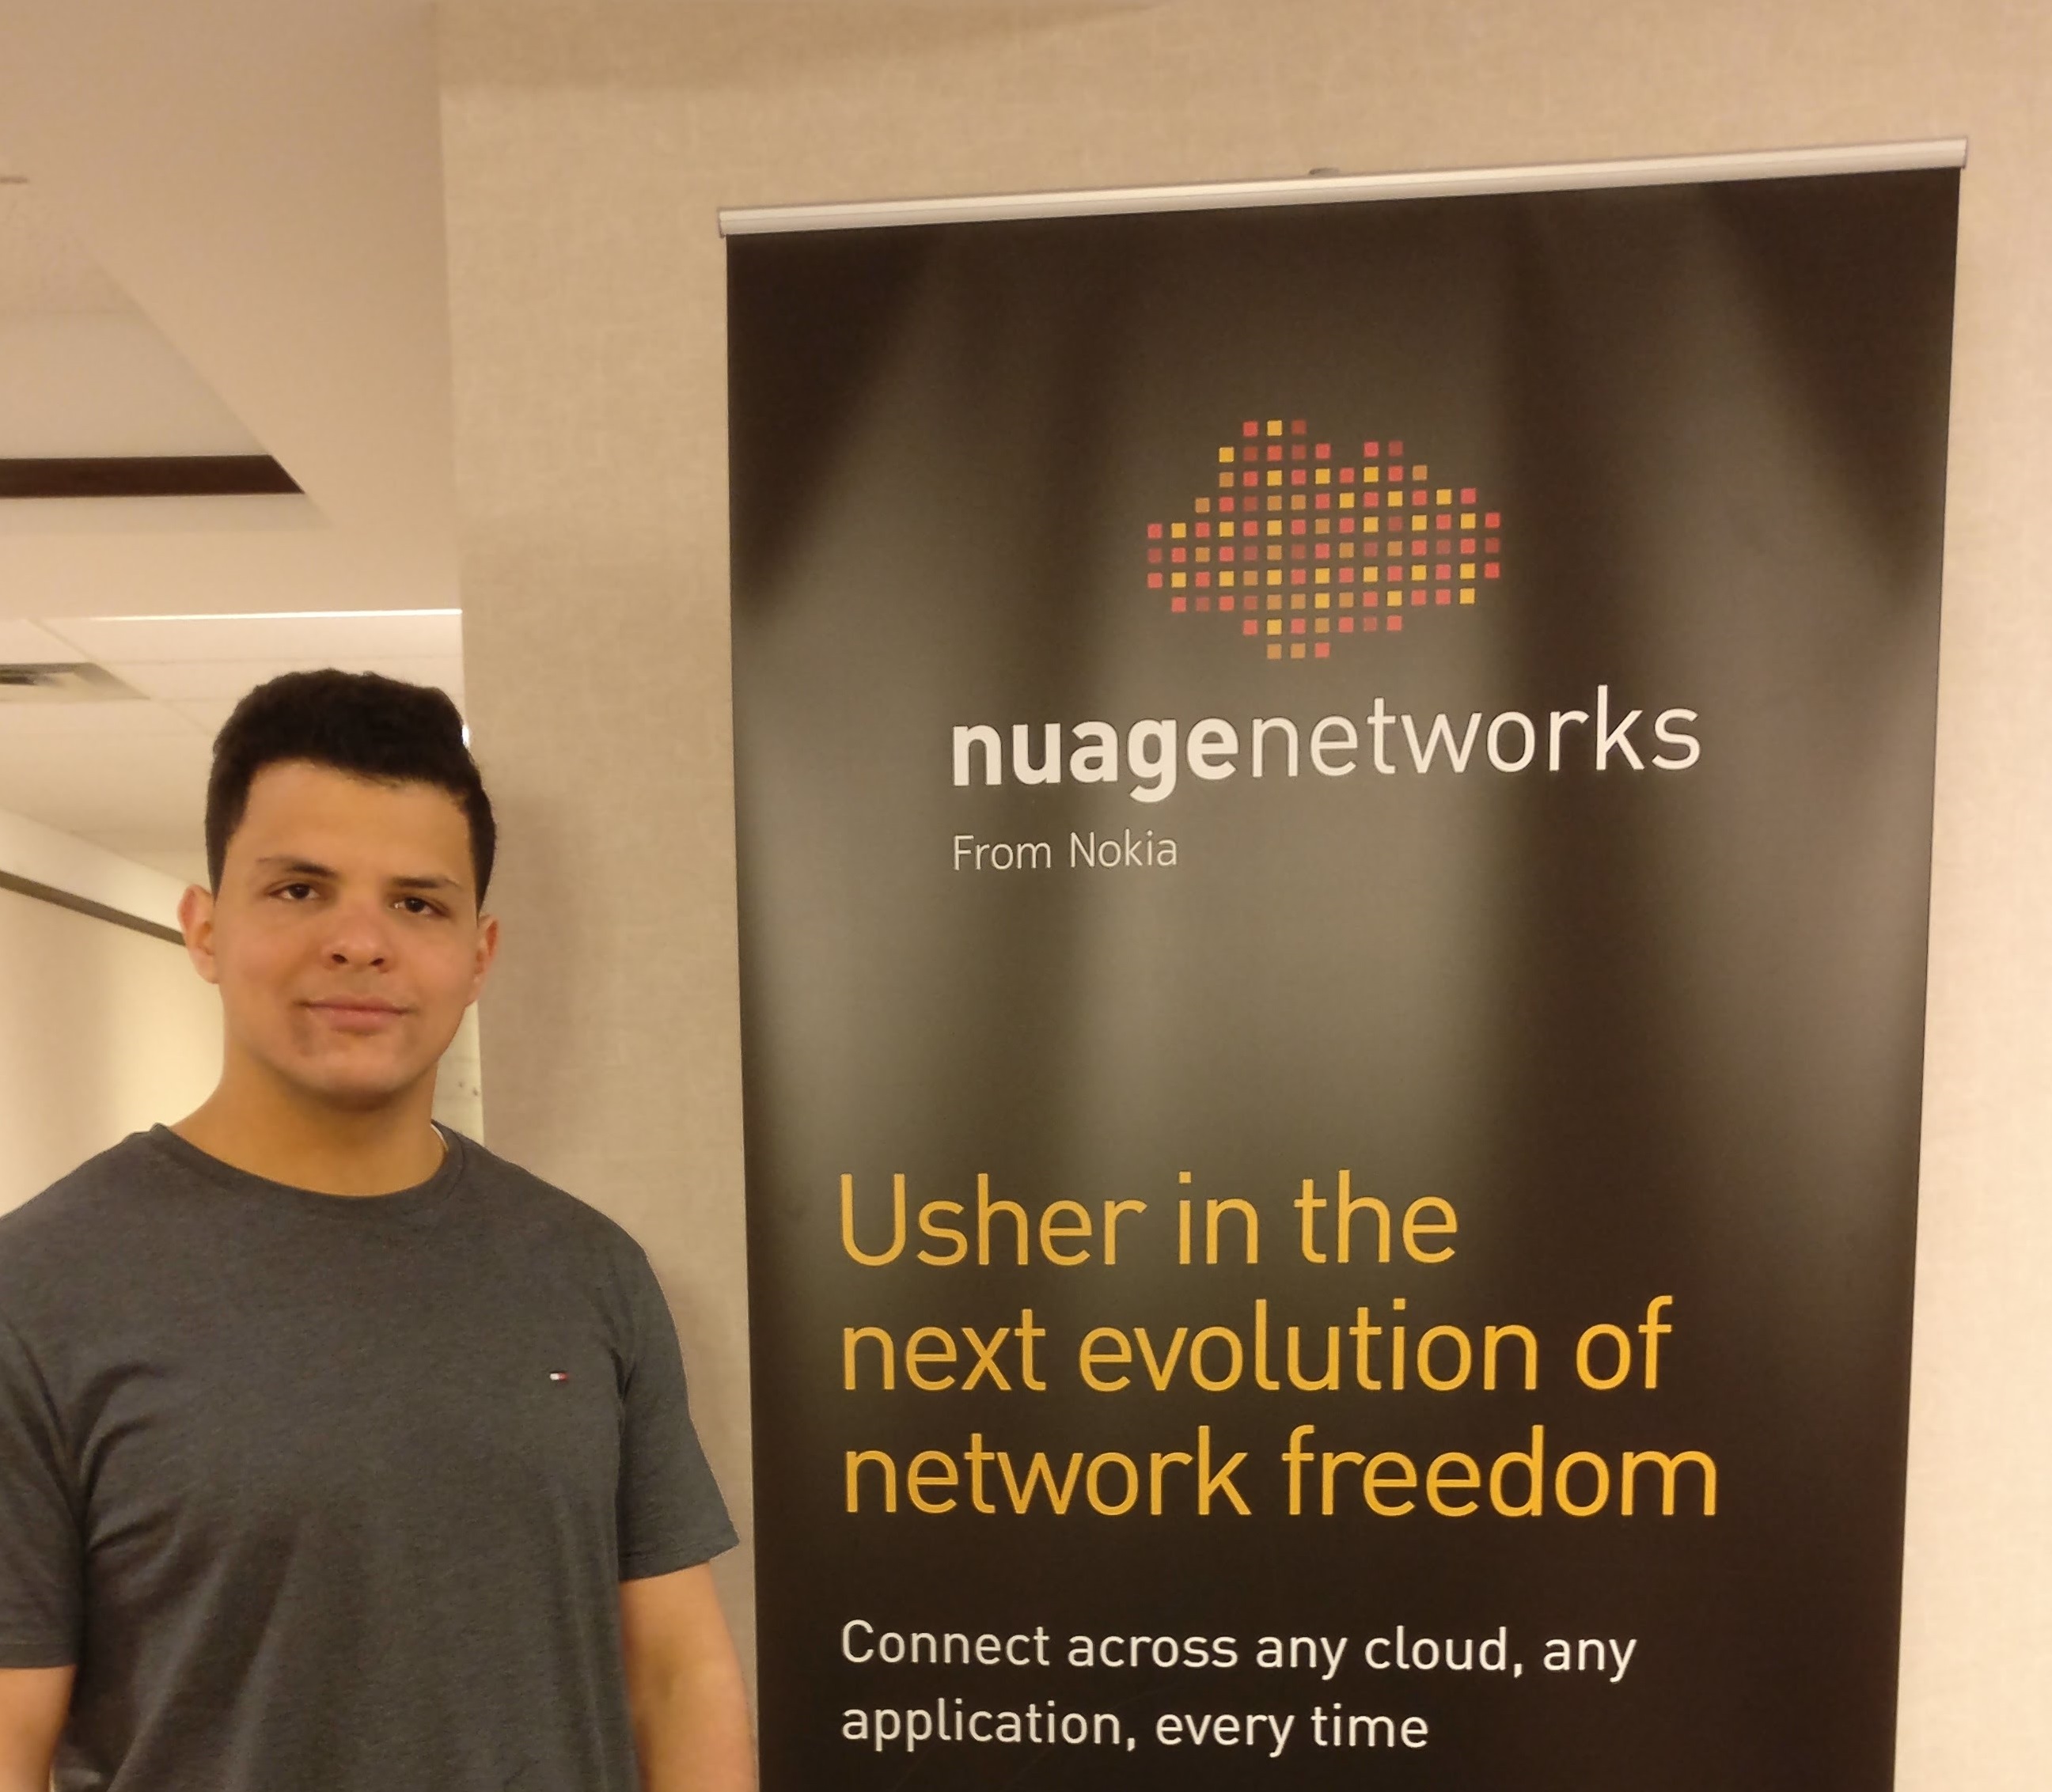 nuagenetworks
From Nokia
Usher in the
next evolution of
network freedom
Connect across any cloud, any
application, every time